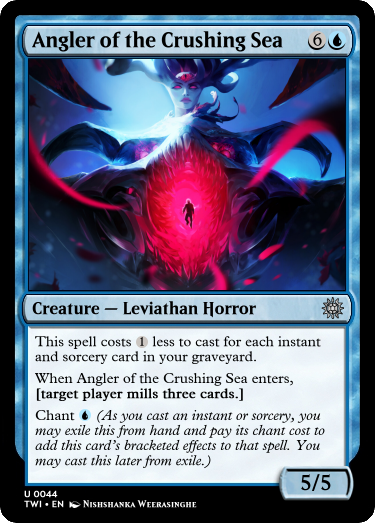 Angler of the Crushing Sea 6
Creature — Leviathan Horror
This spell costs 1 less to cast for each instant
and sorcery card in your graveyard.
When Angler of the Crushing Sea enters,
[target player mills three cards.]
Chant (As you cast an instant or sorcery, you
may exile this from hand and pay its chant cost to
add this card's bracketed effects to that spell. You
may cast this later from exile.)
5/5
U 0044
TWI • EN Nishshanka Weerasinghe